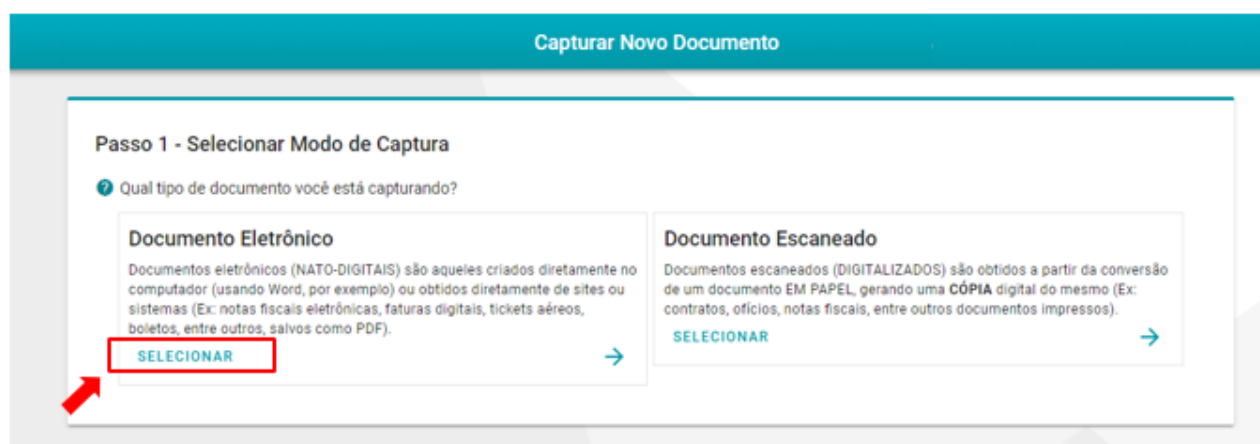 Capturar Novo Documento
Passo 1 - Selecionar Modo de Captura
? Qual tipo de documento você está capturando?
Documento Eletrônico
Documentos eletrônicos (NATO-DIGITAIS) são aqueles criados diretamente no
computador (usando Word, por exemplo) ou obtidos diretamente de sites ou
sistemas (Ex: notas fiscais eletrônicas, faturas digitais, tickets aéreos,
boletos, entre outros, salvos como PDF).
SELECIONAR
Documento Escaneado
Documentos escaneados (DIGITALIZADOS) são obtidos a partir da conversão
de um documento EM PAPEL, gerando uma CÓPIA digital do mesmo (Ex:
contratos, ofícios, notas fiscais, entre outros documentos impressos).
SELECIONAR